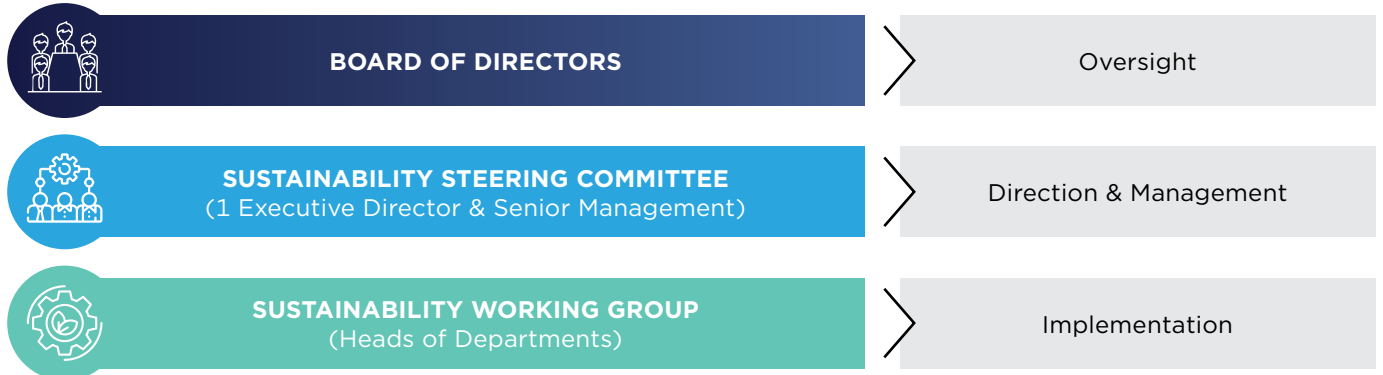 BOARD OF DIRECTORS
Oversight
SUSTAINABILITY STEERING COMMITTEE
(1 Executive Director & Senior Management)
Direction & Management
SUSTAINABILITY WORKING GROUP
(Heads of Departments)
Implementation